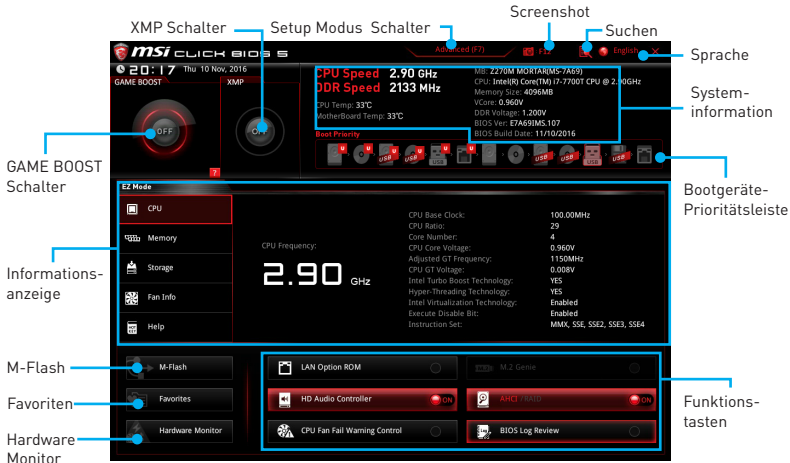 Screenshot
XMP Schalter
Setup Modus Schalter
Suchen
msi CLICK BIOS 5
Advanced (F7)
F12
English
X
Sprache
20:17 Thu 10 Nov, 2016
GAME BOOST
XMP
OFF
OFF
?
CPU Speed 2.90 GHz
DDR Speed 2133 MHz
CPU Temp: 33°C
MotherBoard Temp: 33°C
MB: Z270M MORTAR(MS-7A69)
CPU: Intel(R) Core(TM) i7-7700T CPU @ 2.90GHz
Memory Size: 4096MB
VCore: 0.960V
DDR Voltage: 1.200V
BIOS Ver: E7A69IMS.107
BIOS Build Date: 11/10/2016
System-
information
Boot Priority
U U U U U U
USB USB USB USB USB
GAME BOOST
Schalter
Bootgeräte-
Prioritätsleiste
EZ Mode
CPU
Memory
Storage
Fan Info
HOT KEY
Help
CPU Frequency:
2.90 GHz
CPU Base Clock: 100.00MHz
CPU Ratio: 29
Core Number: 4
CPU Core Voltage: 0.960V
Adjusted GT Frequency: 1150MHz
CPU GT Voltage: 0.008V
Intel Turbo Boost Technology: YES
Hyper-Threading Technology: YES
Intel Virtualization Technology: Enabled
Execute Disable Bit: Enabled
Instruction Set: MMX, SSE, SSE2, SSE3, SSE4
Informations-
anzeige
M-Flash
Favoriten
Hardware
Monitor
M-Flash
Favorites
Hardware Monitor
LAN Option ROM
M.2 Genie
HD Audio Controller
ON
AHCI /RAID
ON
CPU Fan Fail Warning Control
BIOS Log Review
Funktions-
tasten